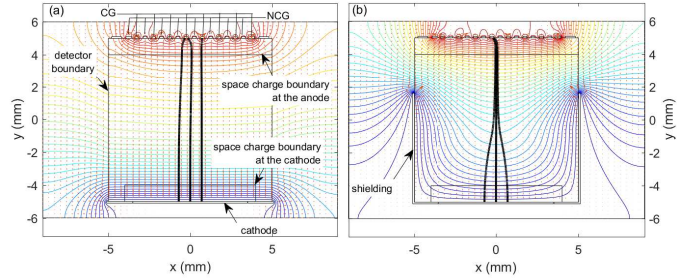 (a)
CG
NCG
(b)
6
4
2
0
-2
-4
-6
y (mm)
detector
boundary
space charge boundary
at the anode
space charge boundary
at the cathode
cathode
-5
0
5
x (mm)
shielding
-5
0
5
x (mm)
6
4
2
0
-2
-4
-6
y (mm)